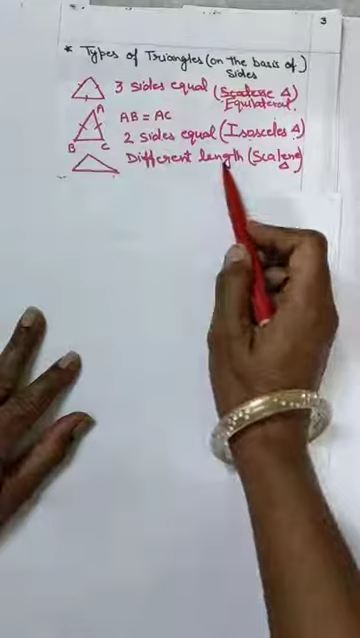 3
* Types of Triangles (on the basis of)
Sides
3 sides equal (Scalene Δ)
Equilateral
A
AB = AC
B C
2 sides equal (Isosceles Δ)
Different length (Scalene
Δ)